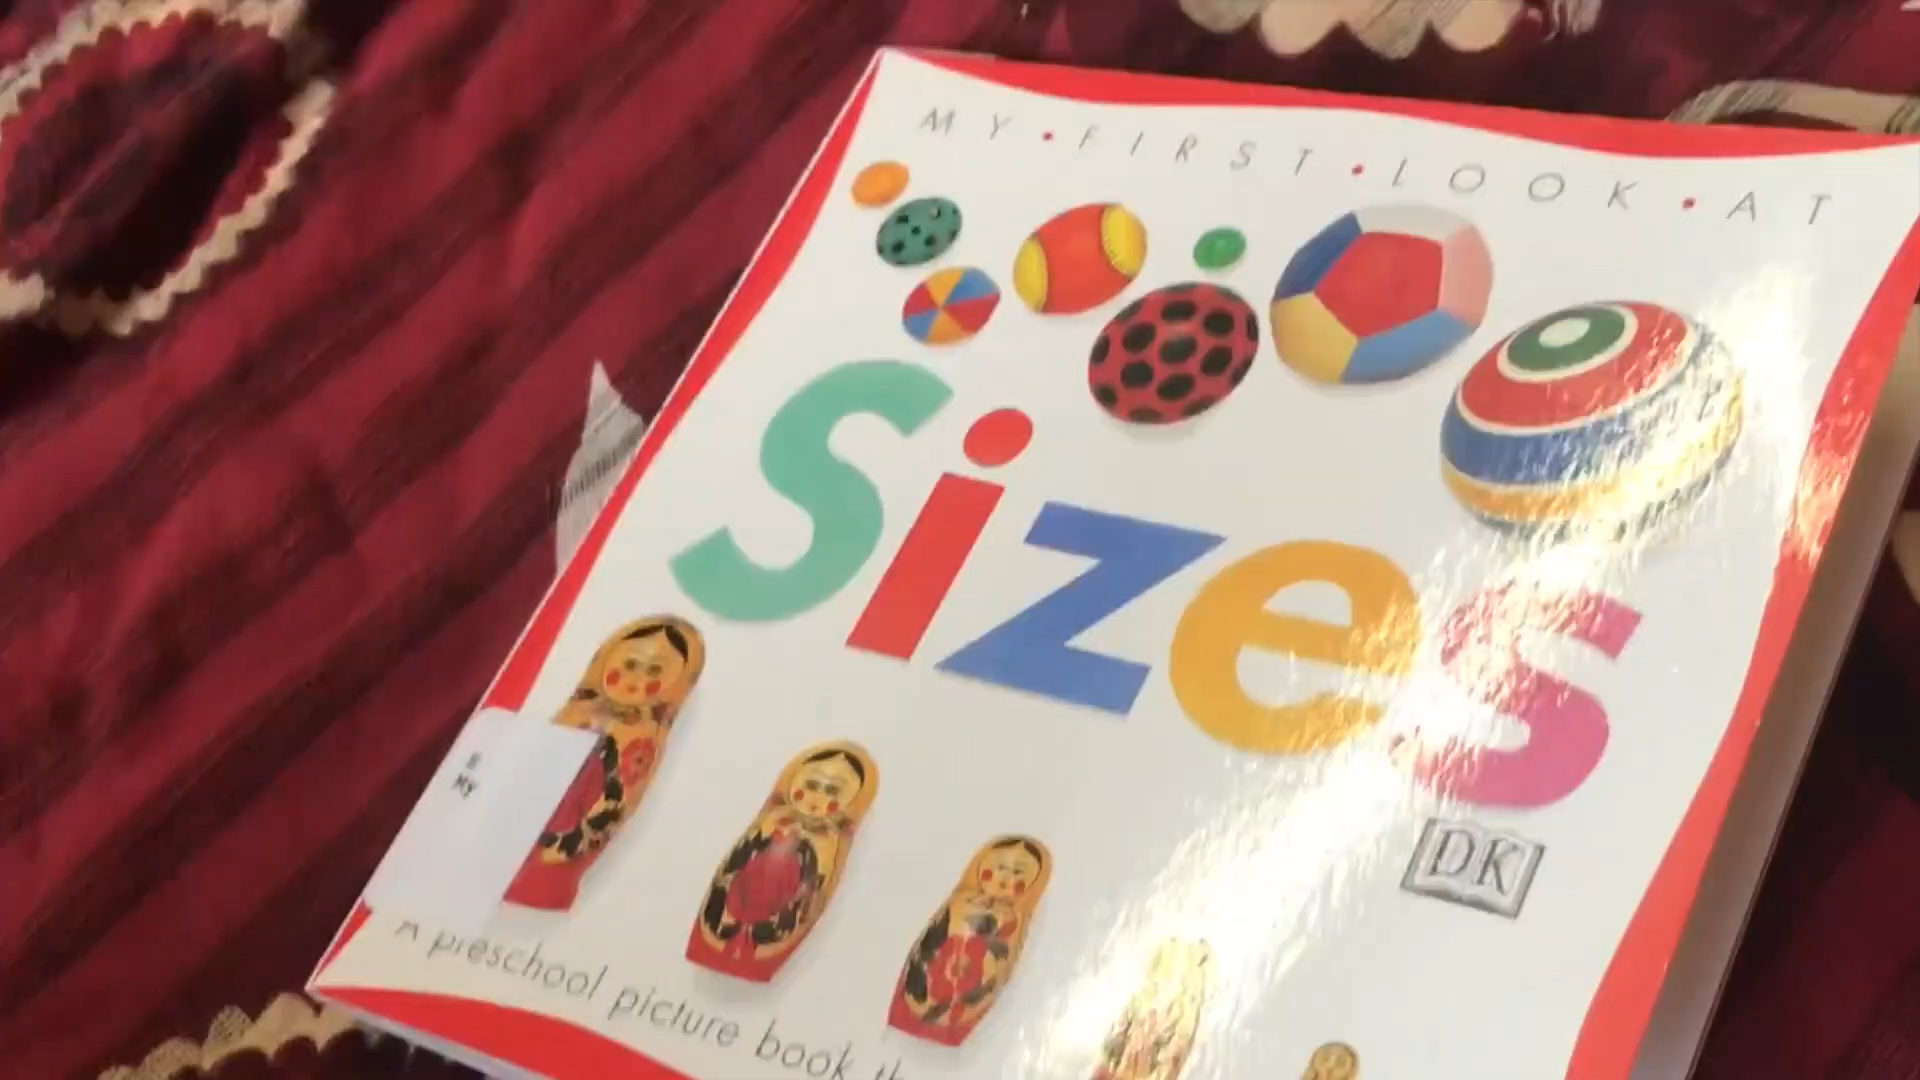 MY • FIRST • LOOK • AT
Sizes
DK
My
A preschool picture book